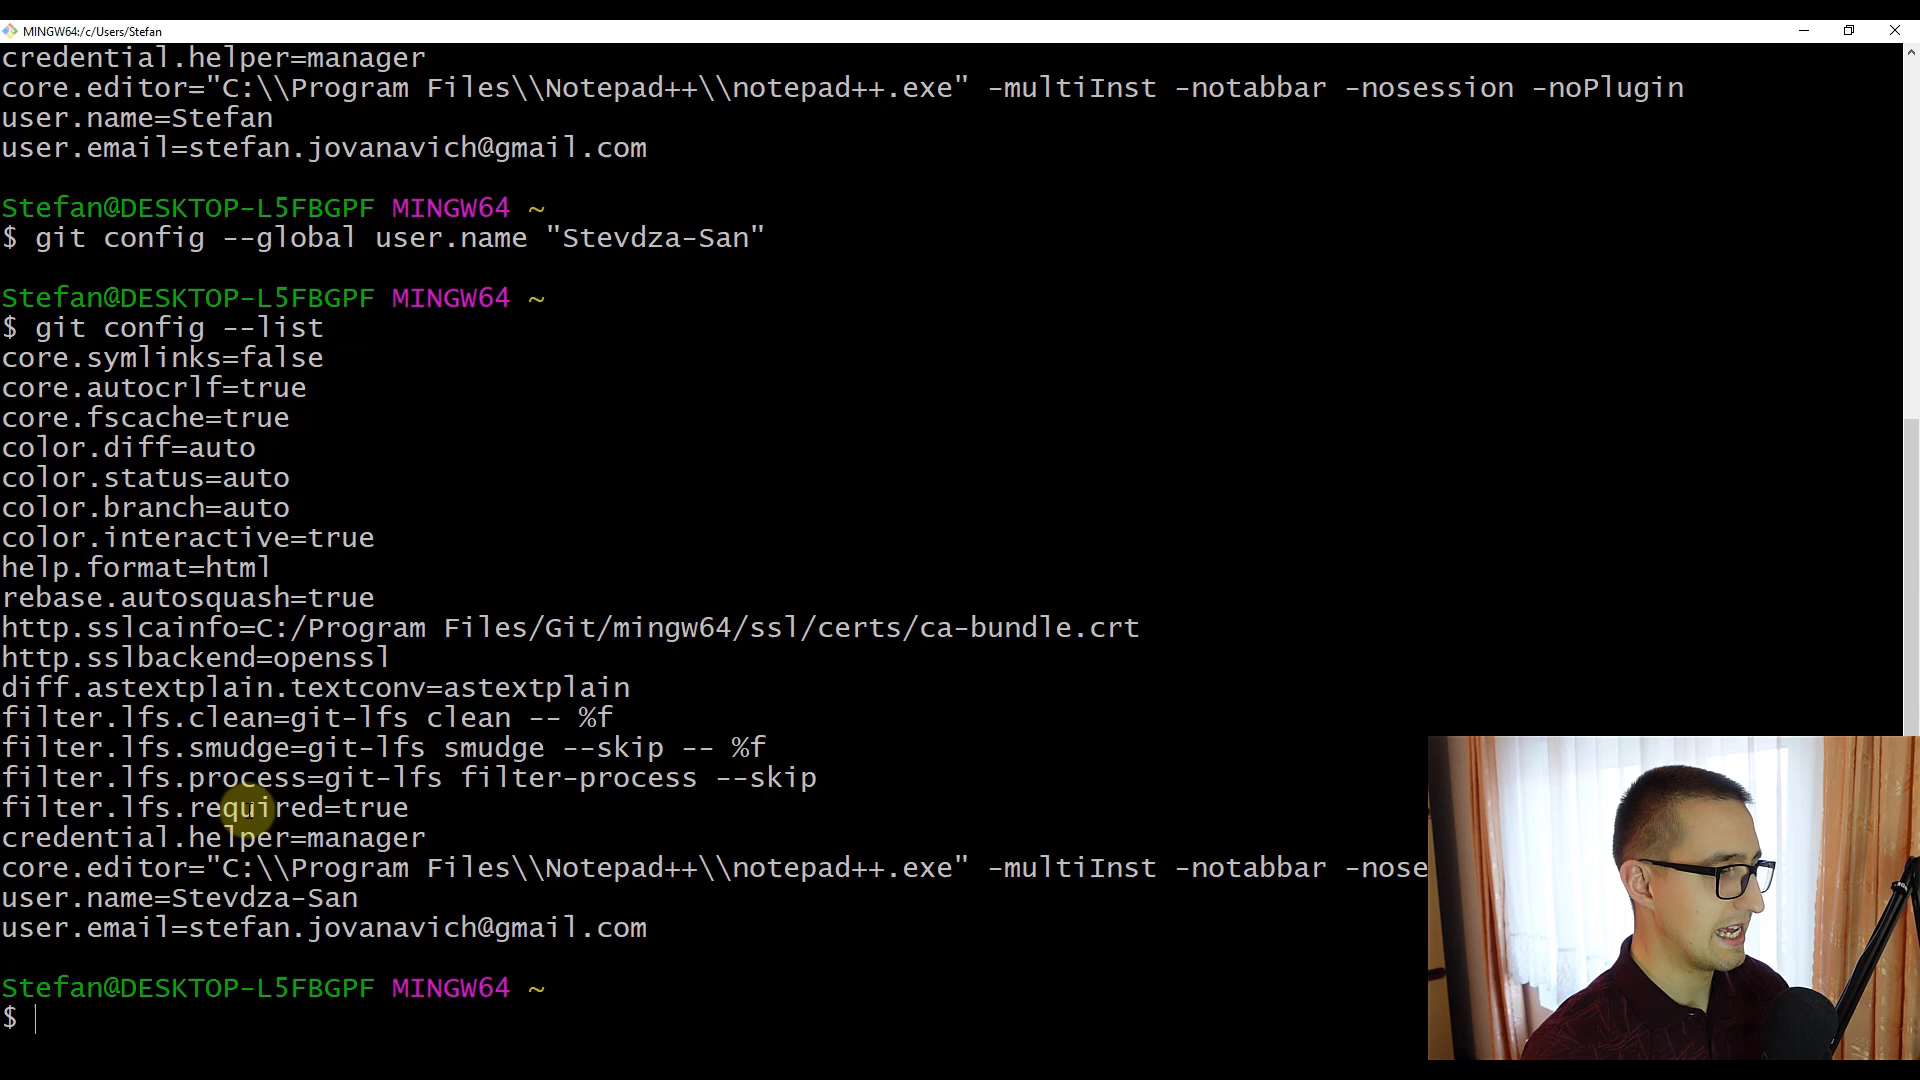 MINGW64:/c/Users/Stefan
credential.helper=manager
core.editor="C:\\Program Files\\Notepad++\\notepad++.exe" -multiInst -notabbar -nosession -noPlugin
user.name=Stefan
user.email=stefan.jovanavich@gmail.com
Stefan@DESKTOP-L5FBGPF MINGW64 ~
$ git config --global user.name "Stevdza-San"
Stefan@DESKTOP-L5FBGPF MINGW64 ~
$ git config --list
core.symlinks=false
core.autocrlf=true
core.fscache=true
color.diff=auto
color.status=auto
color.branch=auto
color.interactive=true
help.format=html
rebase.autosquash=true
http.sslcainfo=C:/Program Files/Git/mingw64/ssl/certs/ca-bundle.crt
http.sslbackend=openssl
diff.astextplain.textconv=astextplain
filter.lfs.clean=git-lfs clean -- %f
filter.lfs.smudge=git-lfs smudge --skip -- %f
filter.lfs.process=git-lfs filter-process --skip
filter.lfs.required=true
credential.helper=manager
core.editor="C:\\Program Files\\Notepad++\\notepad++.exe" -multiInst -notabbar -nose
user.name=Stevdza-San
user.email=stefan.jovanavich@gmail.com
Stefan@DESKTOP-L5FBGPF MINGW64 ~
$